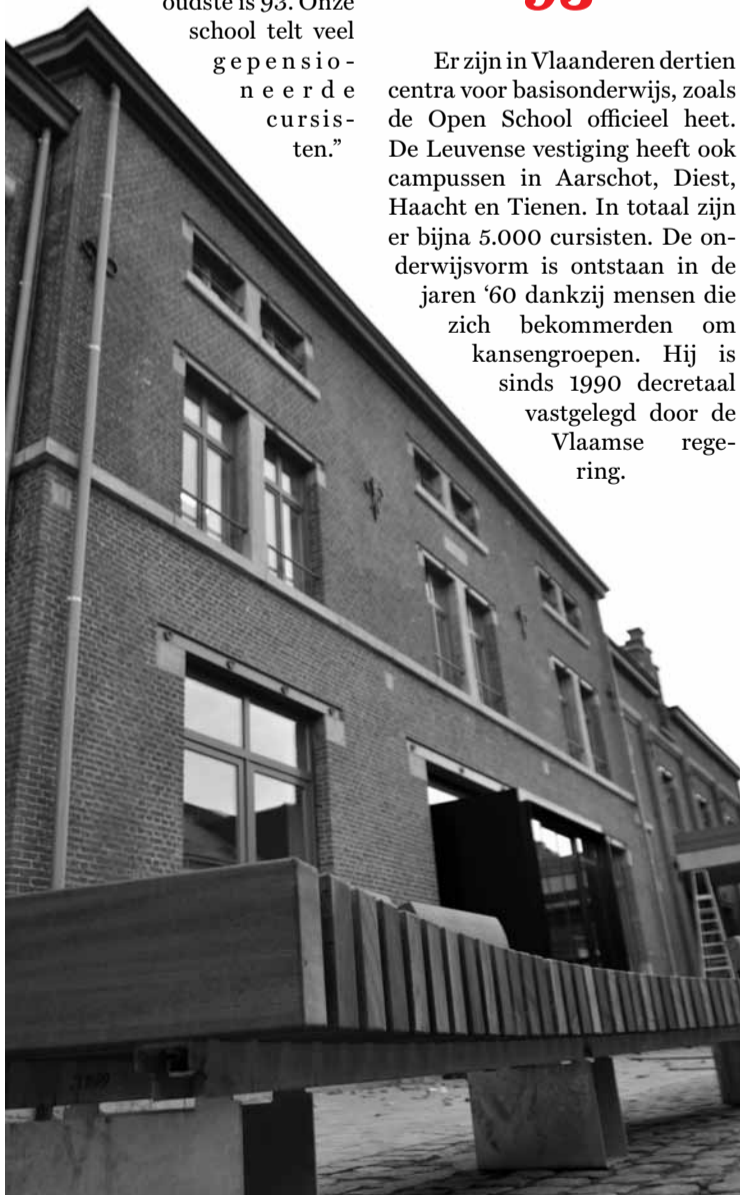 oudste is 93. Onze
school telt veel
gepensio-
neerde
cursis-
ten.”
Er zijn in Vlaanderen dertien
centra voor basisonderwijs, zoals
de Open School officieel heet.
De Leuvense vestiging heeft ook
campussen in Aarschot, Diest,
Haacht en Tienen. In totaal zijn
er bijna 5.000 cursisten. De on-
derwijsvorm is ontstaan in de
jaren ‘60 dankzij mensen die
zich bekommerden om
kansengroepen. Hij is
sinds 1990 decretaal
vastgelegd door de
Vlaamse rege-
ring.